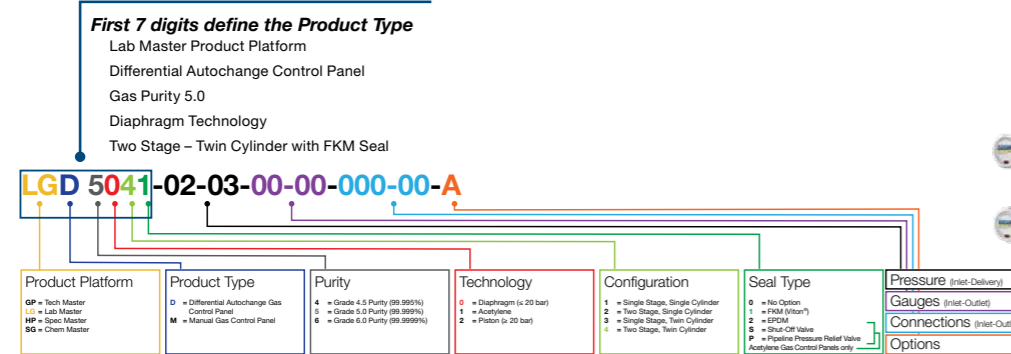 First 7 digits define the Product Type
Lab Master Product Platform
Differential Autochange Control Panel
Gas Purity 5.0
Diaphragm Technology
Two Stage – Twin Cylinder with FKM Seal
LGD 5041-02-03-00-00-000-00-A
Product Platform
GP = Tech Master
LG = Lab Master
HP = Spec Master
SG = Chem Master
Product Type
D = Differential Autochange Gas
Control Panel
M = Manual Gas Control Panel
Purity
4 = Grade 4.5 Purity (99.995%)
5 = Grade 5.0 Purity (99.999%)
6 = Grade 6.0 Purity (99.9999%)
Technology
0 = Diaphragm (≤ 20 bar)
1 = Acetylene
2 = Piston (≥ 20 bar)
Configuration
1 = Single Stage, Single Cylinder
2 = Two Stage, Single Cylinder
3 = Single Stage, Twin Cylinder
4 = Two Stage, Twin Cylinder
Seal Type
0 = No Option
1 = FKM (Viton®)
2 = EPDM
S = Shut-Off Valve
P = Pipeline Pressure Relief Valve
Acetylene Gas Control Panels only
Pressure (Inlet-Delivery)
Gauges (Inlet-Outlet)
Connections (Inlet-Outl
Options